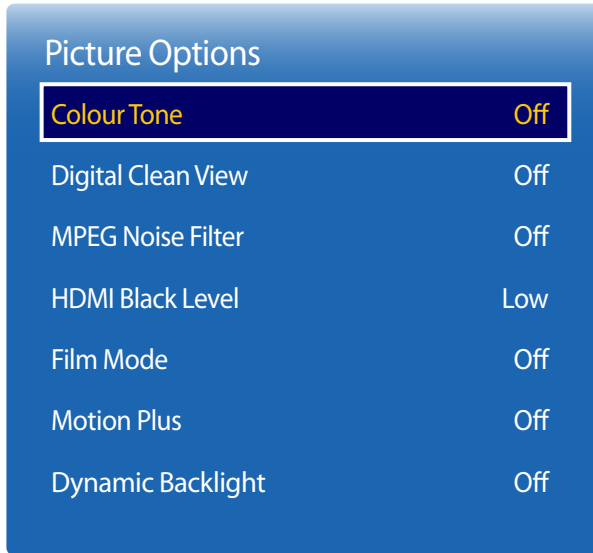 Picture Options
Colour Tone Off
Digital Clean View Off
MPEG Noise Filter Off
HDMI Black Level Low
Film Mode Off
Motion Plus Off
Dynamic Backlight Off